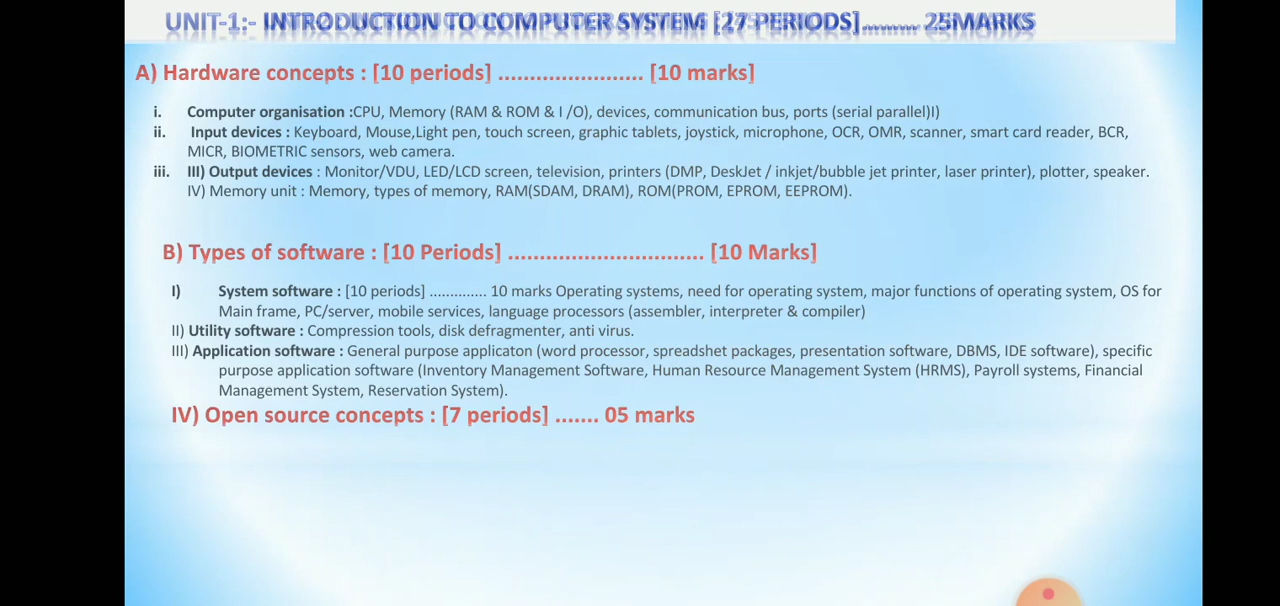 UNIT-1:- INTRODUCTION TO COMPUTER SYSTEM [27 PERIODS]......... 25MARKS
A) Hardware concepts : [10 periods] ....................... [10 marks]
i. Computer organisation :CPU, Memory (RAM & ROM & I /O), devices, communication bus, ports (serial parallel)I)
ii. Input devices : Keyboard, Mouse,Light pen, touch screen, graphic tablets, joystick, microphone, OCR, OMR, scanner, smart card reader, BCR,
MICR, BIOMETRIC sensors, web camera.
iii. III) Output devices : Monitor/VDU, LED/LCD screen, television, printers (DMP, DeskJet / inkjet/bubble jet printer, laser printer), plotter, speaker.
IV) Memory unit : Memory, types of memory, RAM(SDAM, DRAM), ROM(PROM, EPROM, EEPROM).
B) Types of software : [10 Periods] ............................... [10 Marks]
I) System software : [10 periods] .............. 10 marks Operating systems, need for operating system, major functions of operating system, OS for
Main frame, PC/server, mobile services, language processors (assembler, interpreter & compiler)
II) Utility software : Compression tools, disk defragmenter, anti virus.
III) Application software : General purpose applicaton (word processor, spreadshet packages, presentation software, DBMS, IDE software), specific
purpose application software (Inventory Management Software, Human Resource Management System (HRMS), Payroll systems, Financial
Management System, Reservation System).
IV) Open source concepts : [7 periods] ....... 05 marks